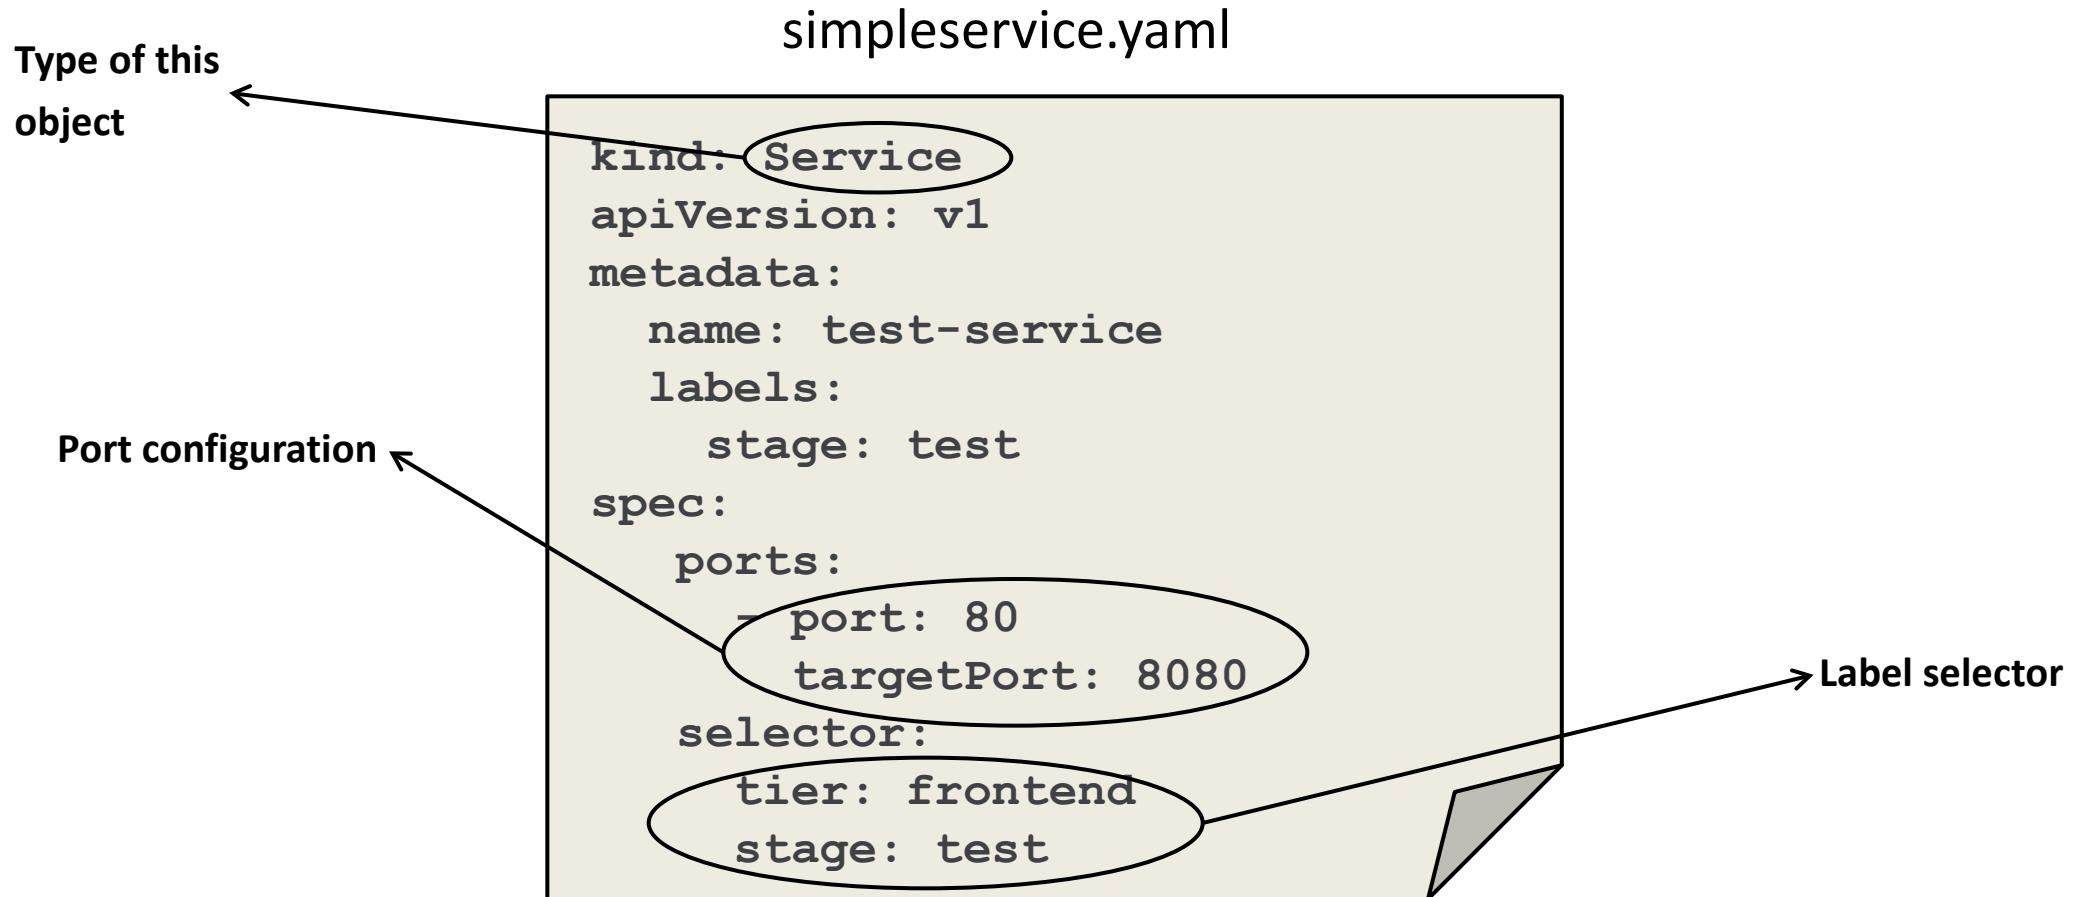 simpleservice.yaml
Type of this
object
kind: Service
apiVersion: v1
metadata:
  name: test-service
  labels:
    stage: test
Port configuration
spec:
   ports:
     - port: 80
       targetPort: 8080
Label selector
   selector:
     tier: frontend
     stage: test